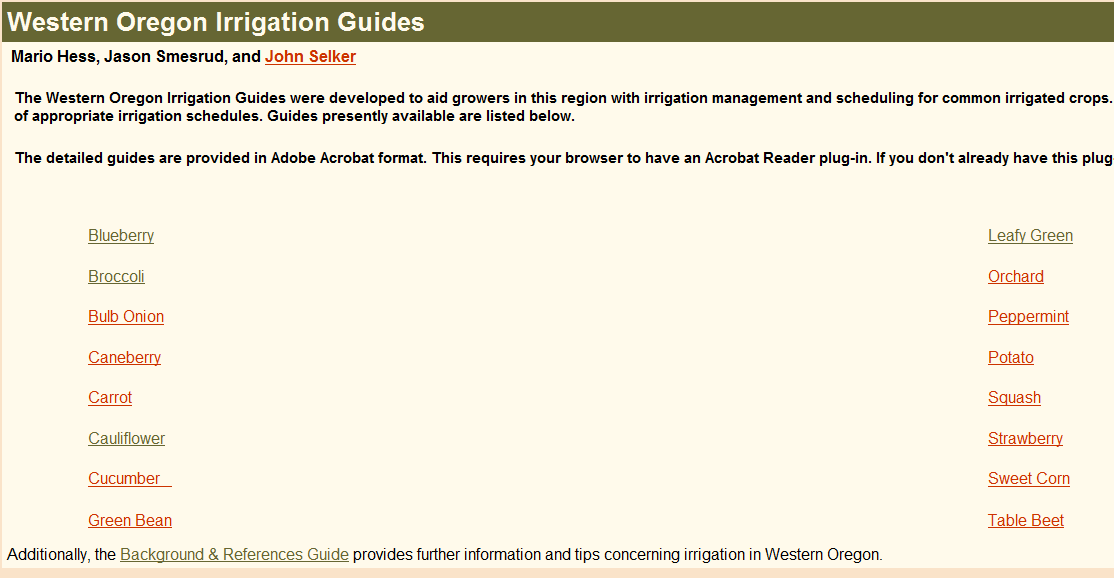 Western Oregon Irrigation Guides
Mario Hess, Jason Smesrud, and John Selker
The Western Oregon Irrigation Guides were developed to aid growers in this region with irrigation management and scheduling for common irrigated crops.
of appropriate irrigation schedules. Guides presently available are listed below.
The detailed guides are provided in Adobe Acrobat format. This requires your browser to have an Acrobat Reader plug-in. If you don't already have this plug-
Blueberry
Broccoli
Bulb Onion
Caneberry
Carrot
Cauliflower
Cucumber
Green Bean
Leafy Green
Orchard
Peppermint
Potato
Squash
Strawberry
Sweet Corn
Table Beet
Additionally, the Background & References Guide provides further information and tips concerning irrigation in Western Oregon.